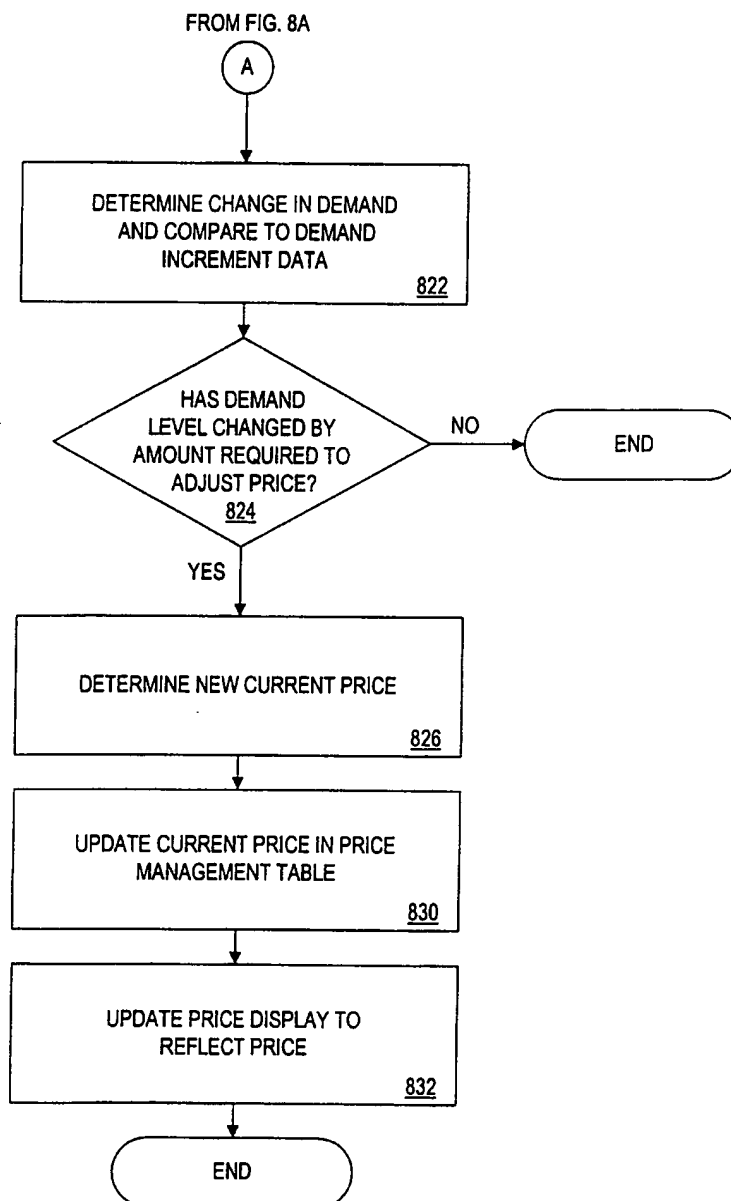 FROM FIG. 8A
A
DETERMINE CHANGE IN DEMAND
AND COMPARE TO DEMAND
INCREMENT DATA
822
HAS DEMAND
LEVEL CHANGED BY
AMOUNT REQUIRED TO
ADJUST PRICE?
824
NO
END
YES
DETERMINE NEW CURRENT PRICE
826
UPDATE CURRENT PRICE IN PRICE
MANAGEMENT TABLE
830
UPDATE PRICE DISPLAY TO
REFLECT PRICE
832
END